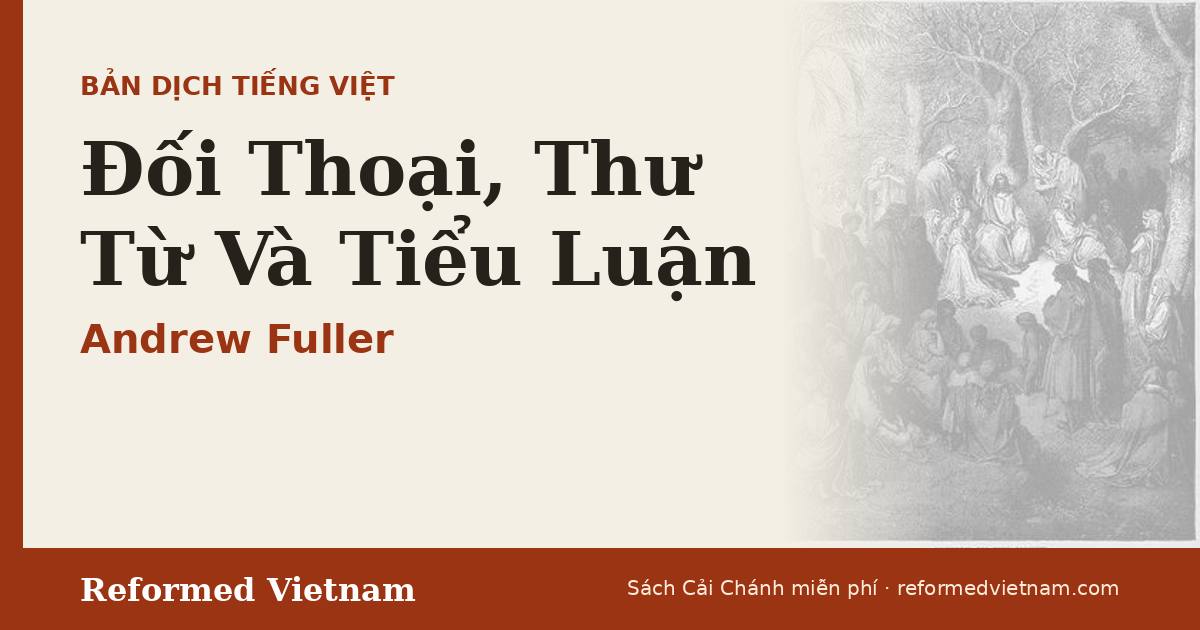 BẢN DỊCH TIẾNG VIỆT
Đối Thoại, Thư
Từ Và Tiểu Luận
Andrew Fuller
Reformed Vietnam
Sách Cải Chánh miễn phí · reformedvietnam.com